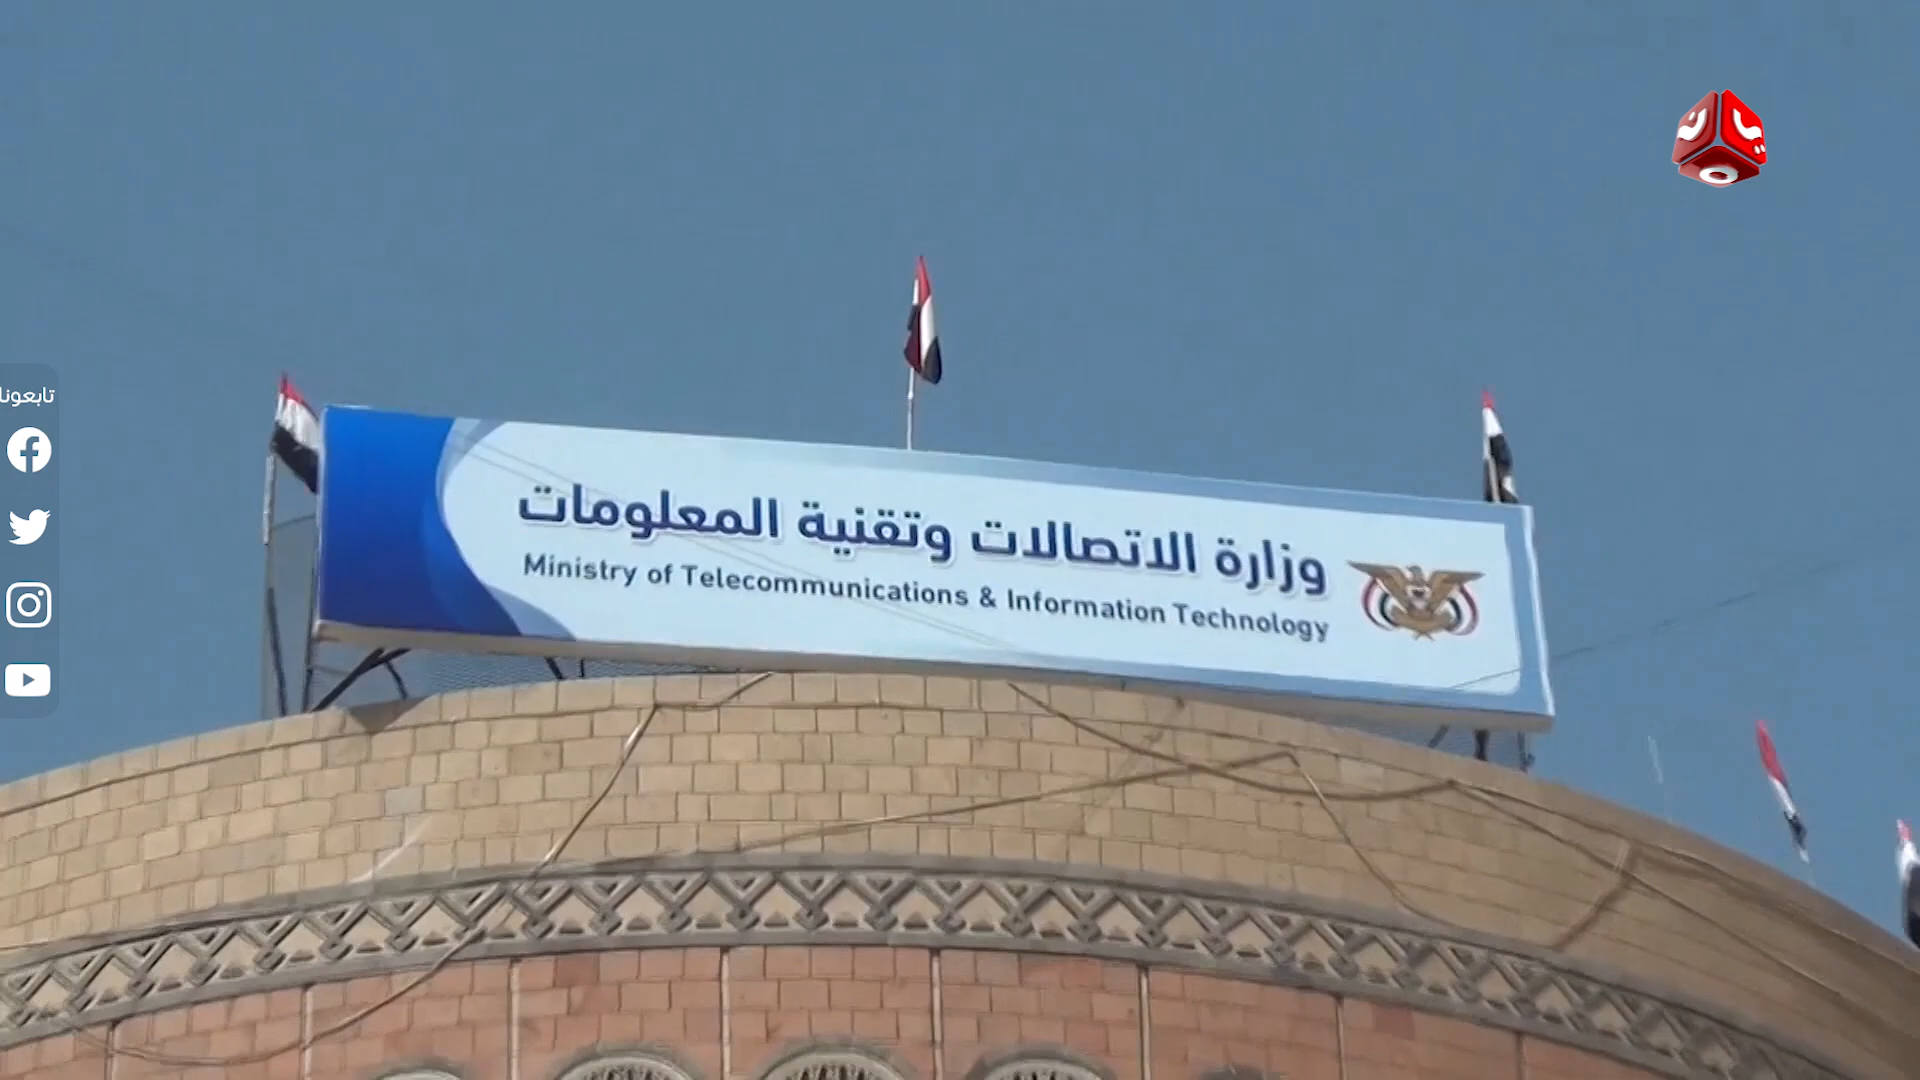 وزارة الاتصالات وتقنية المعلومات
Ministry of Telecommunications & Information Technology
تابعونا